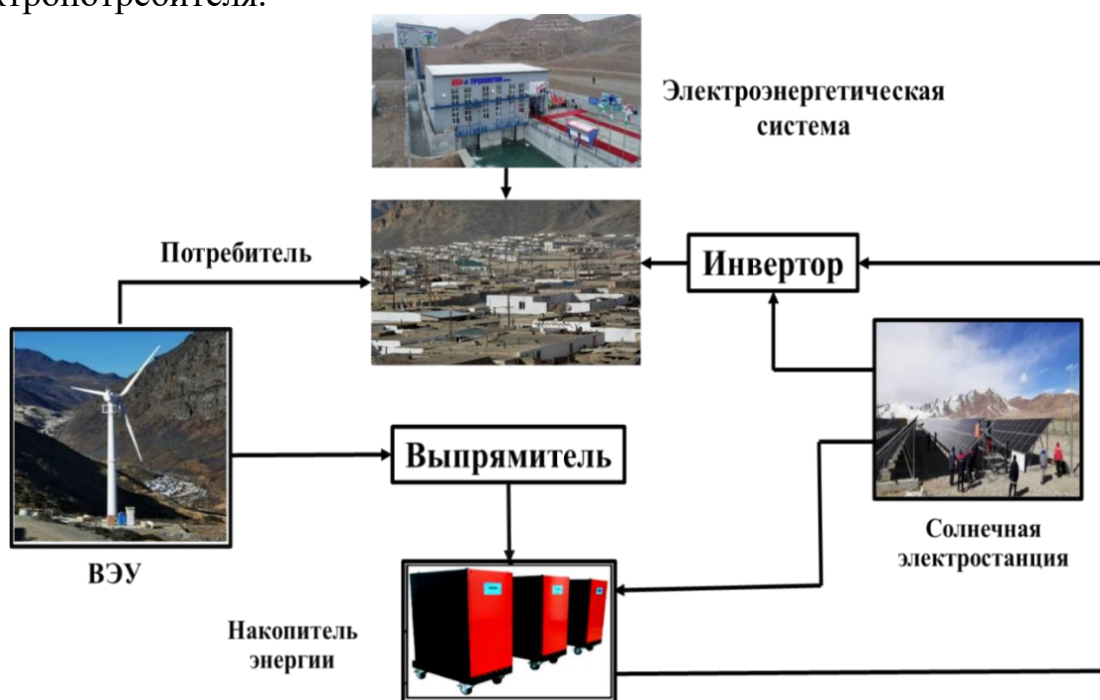 Электроэнергетическая
система
Потребитель
Инвертор
Выпрямитель
Солнечная
электростанция
ВЭУ
Накопитель
энергии